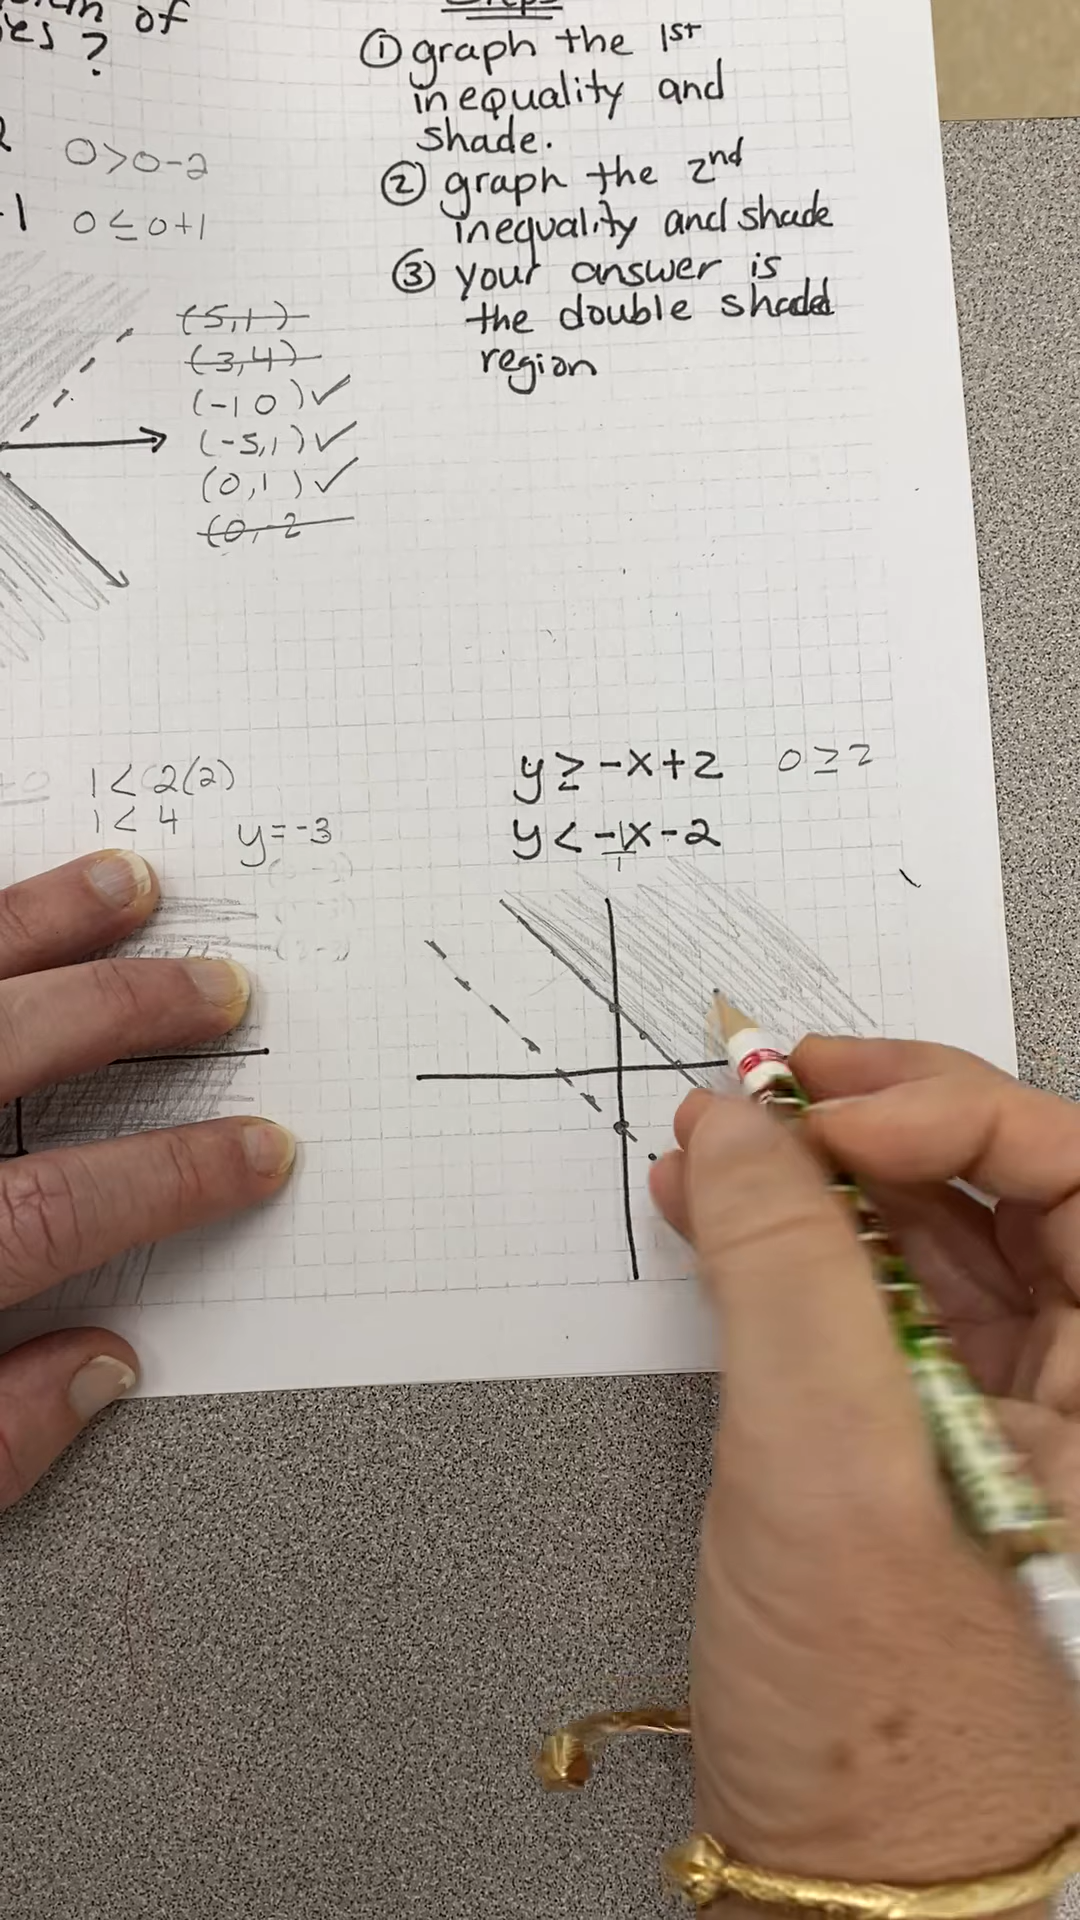 of
?
Steps
① graph the 1st
inequality and
shade.
② graph the 2nd
inequality and shade
③ your answer is
the double shaded
region
0>0-2
-1 0≤0+1
(5,1)
(3,4)
(-1 0)✓
(-5,1)✓
(0,1)✓
(0,-2
1<2(2)
1<4
y=-3
y≥-x+2 0≥2
y<-1x-2
1